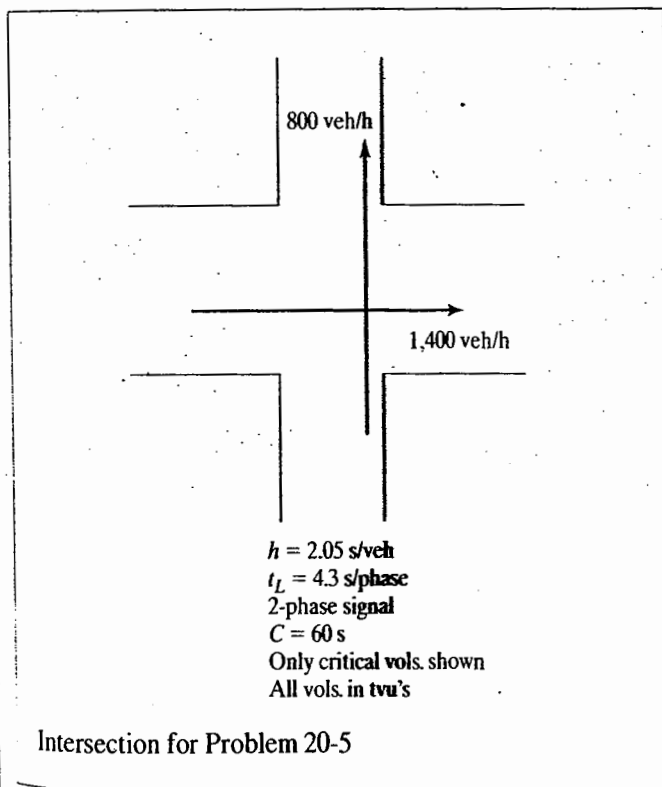 800 veh/h
1,400 veh/h
h = 2.05 s/veh
t_L = 4.3 s/phase
2-phase signal
C = 60 s
Only critical vols. shown
All vols. in tvu's
Intersection for Problem 20-5